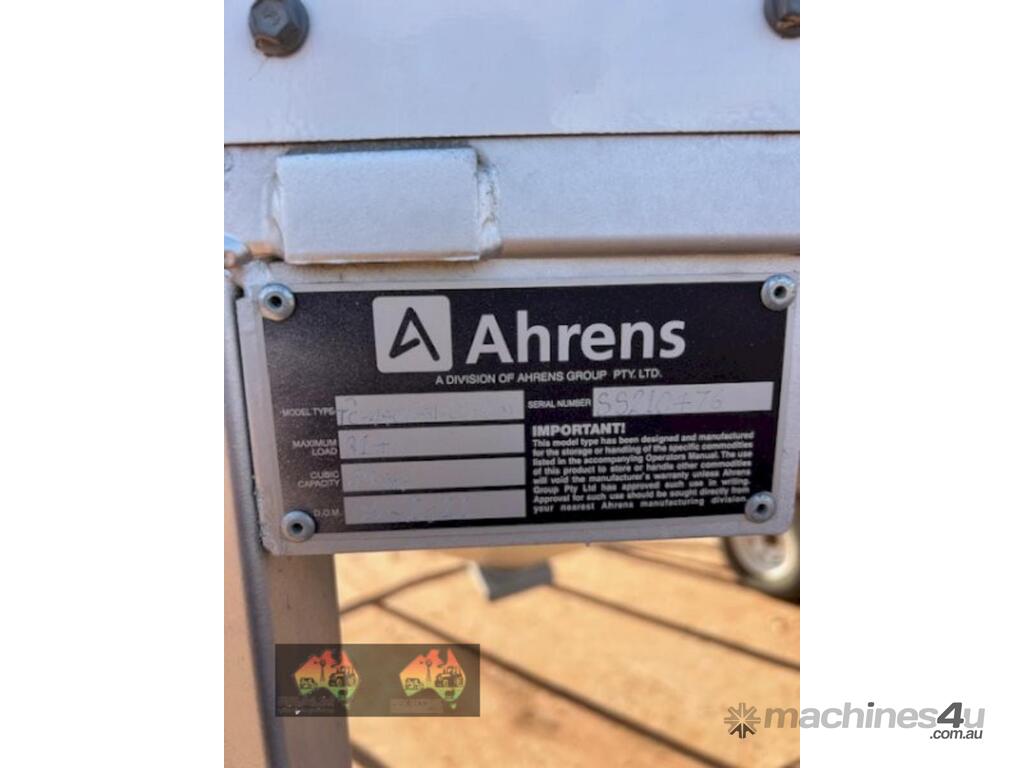 Ahrens
A DIVISION OF AHRENS GROUP PTY. LTD.
MODEL TYPE
SERIAL NUMBER
MAXIMUM LOAD
CUBIC CAPACITY
D.O.M.
IMPORTANT!
This model type has been designed and manufactured
for the storage or handling of the specific commodities
listed in the accompanying Operators Manual. The use
of this product to store or handle other commodities
will void the manufacturer's warranty unless Ahrens
Group Pty Ltd has approved such use in writing.
Approval for such use should be sought directly from
your nearest Ahrens manufacturing division.
machines4u
.com.au